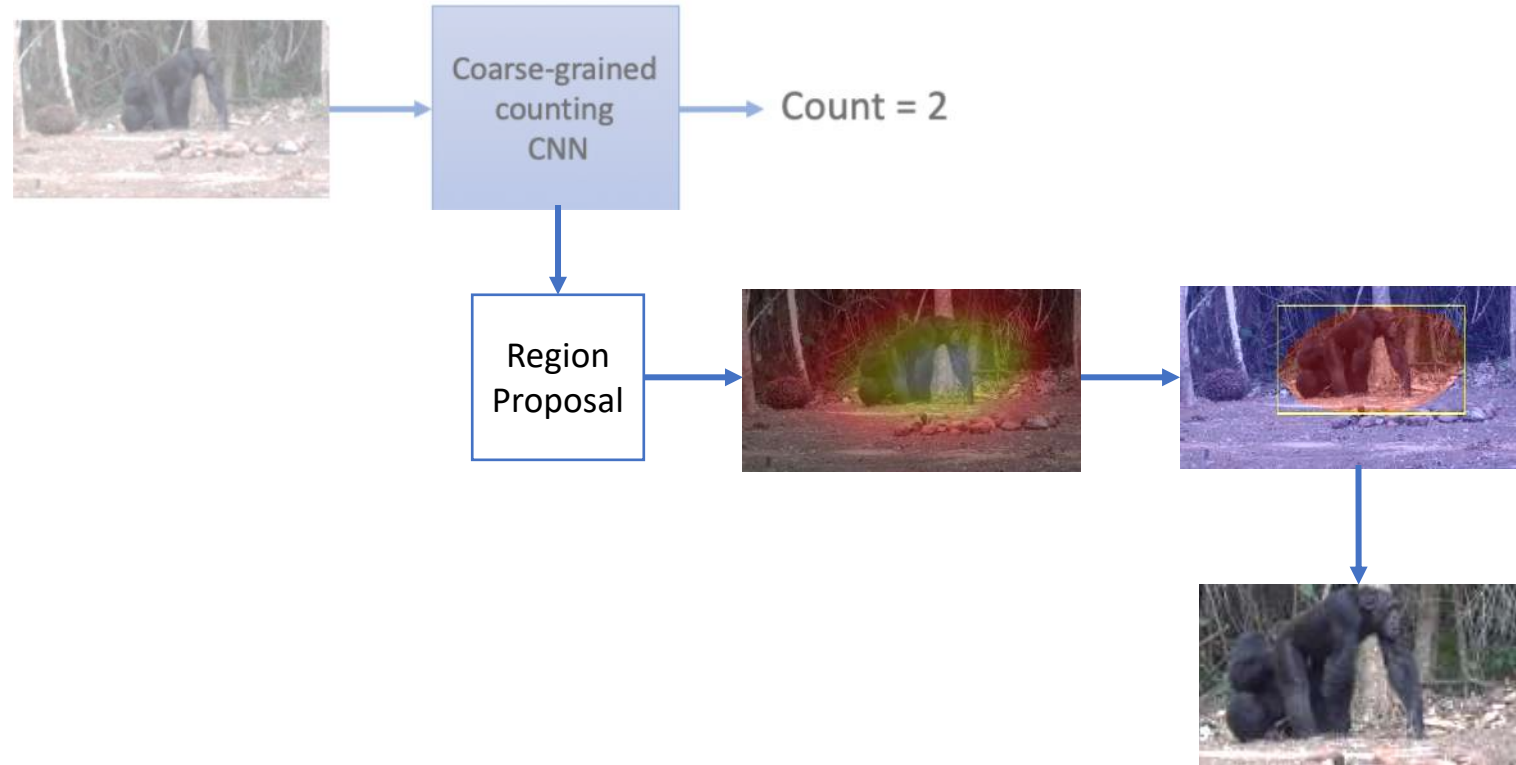 Coarse-grained
counting
CNN
Count = 2
Region
Proposal